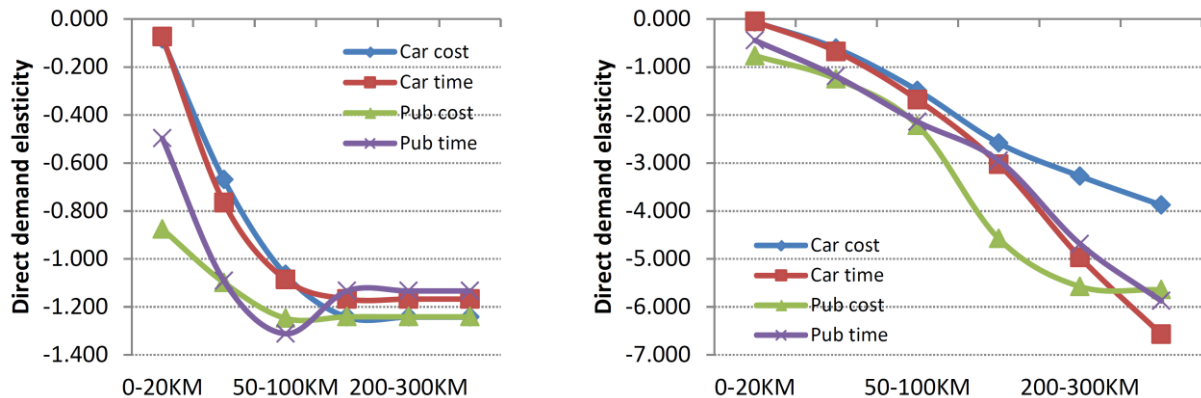 Direct demand elasticity
0.000
-0.200
-0.400
-0.600
-0.800
-1.000
-1.200
-1.400
Car cost
Car time
Pub cost
Pub time
0-20KM
50-100KM
200-300KM
Direct demand elasticity
0.000
-1.000
-2.000
-3.000
-4.000
-5.000
-6.000
-7.000
Car cost
Car time
Pub cost
Pub time
0-20KM
50-100KM
200-300KM